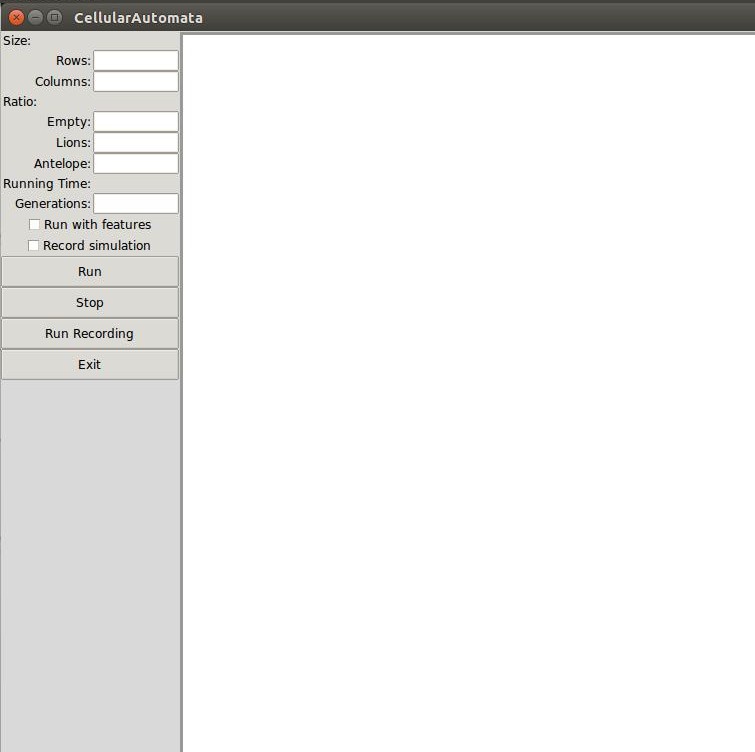 CellularAutomata
Size:
Rows:
Columns:
Ratio:
Empty:
Lions:
Antelope:
Running Time:
Generations:
Run with features
Record simulation
Run
Stop
Run Recording
Exit